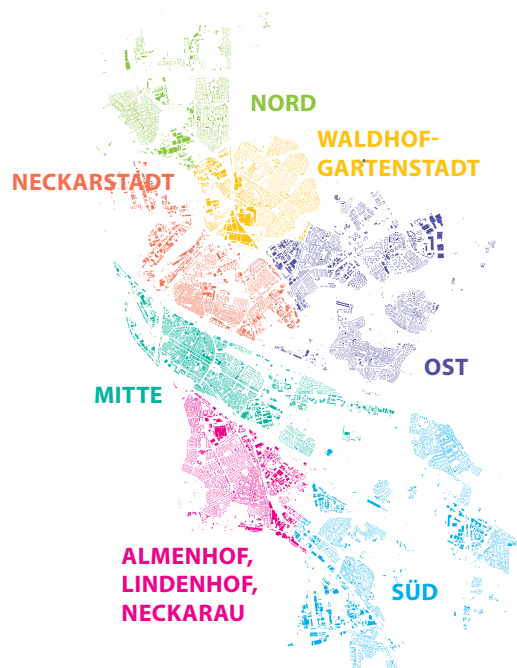 NORD
WALDHOF-
GARTENSTADT
NECKARSTADT
OST
MITTE
ALMENHOF,
LINDENHOF,
NECKARAU
SÜD